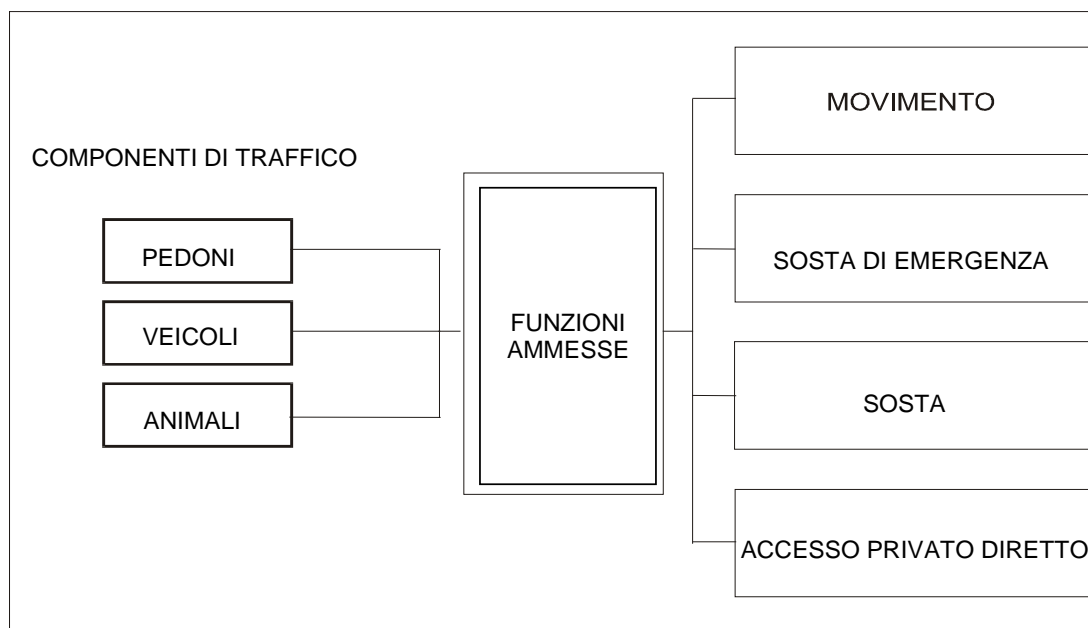 COMPONENTI DI TRAFFICO
PEDONI
VEICOLI
ANIMALI
FUNZIONI
AMMESSE
MOVIMENTO
SOSTA DI EMERGENZA
SOSTA
ACCESSO PRIVATO DIRETTO